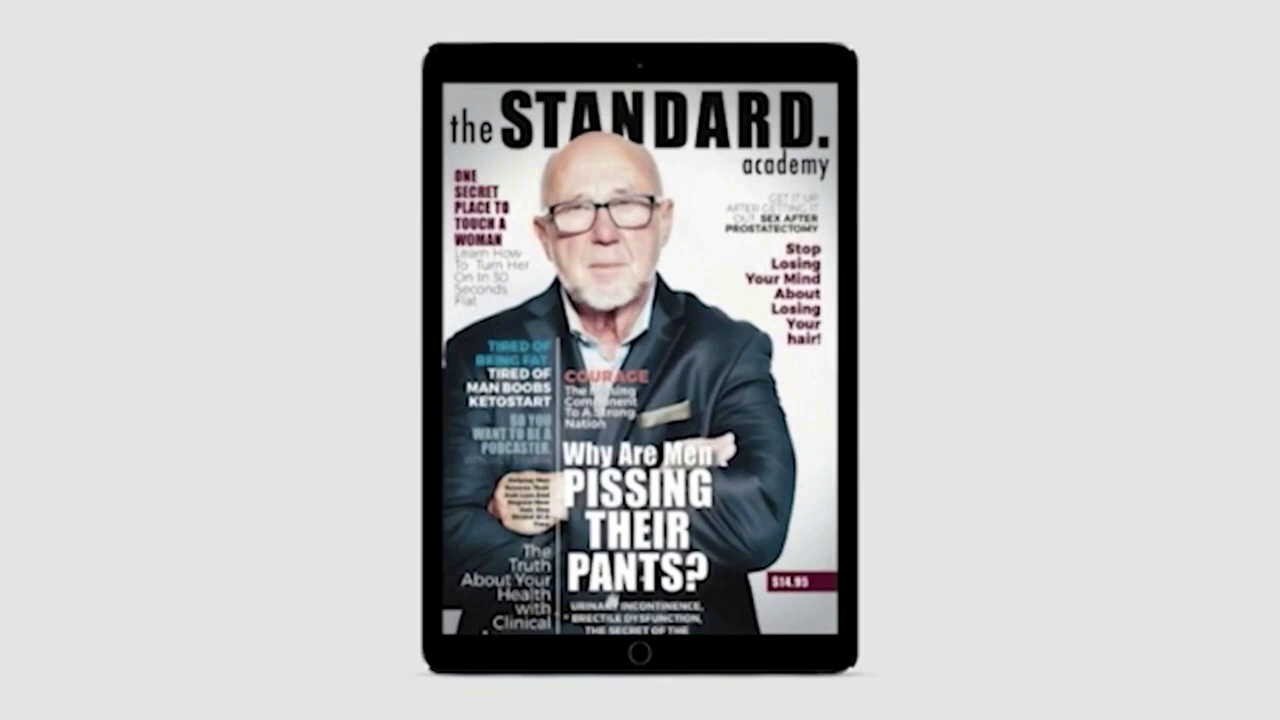 the STANDARD.
academy
ONE
SECRET
PLACE TO
TOUCH A
WOMAN
Learn How
To Turn Her
On In 30
Seconds
Flat
GET IT UP
AFTER GETTING IT
OUT. SEX AFTER
PROSTATECTOMY
Stop
Losing
Your Mind
About
Losing
Your
hair!
TIRED OF
BEING FAT
TIRED OF
MAN BOOBS
KETOSTART
SO YOU
WANT TO BE A
PODCASTER.
COURAGE
The Missing
Component
To A Strong
Nation
Why Are Men
PISSING
THEIR
PANTS?
URINARY INCONTINENCE,
ERECTILE DYSFUNCTION,
THE SECRET OF THE
The
Truth
About Your
Health
with
Clinical
$14.95